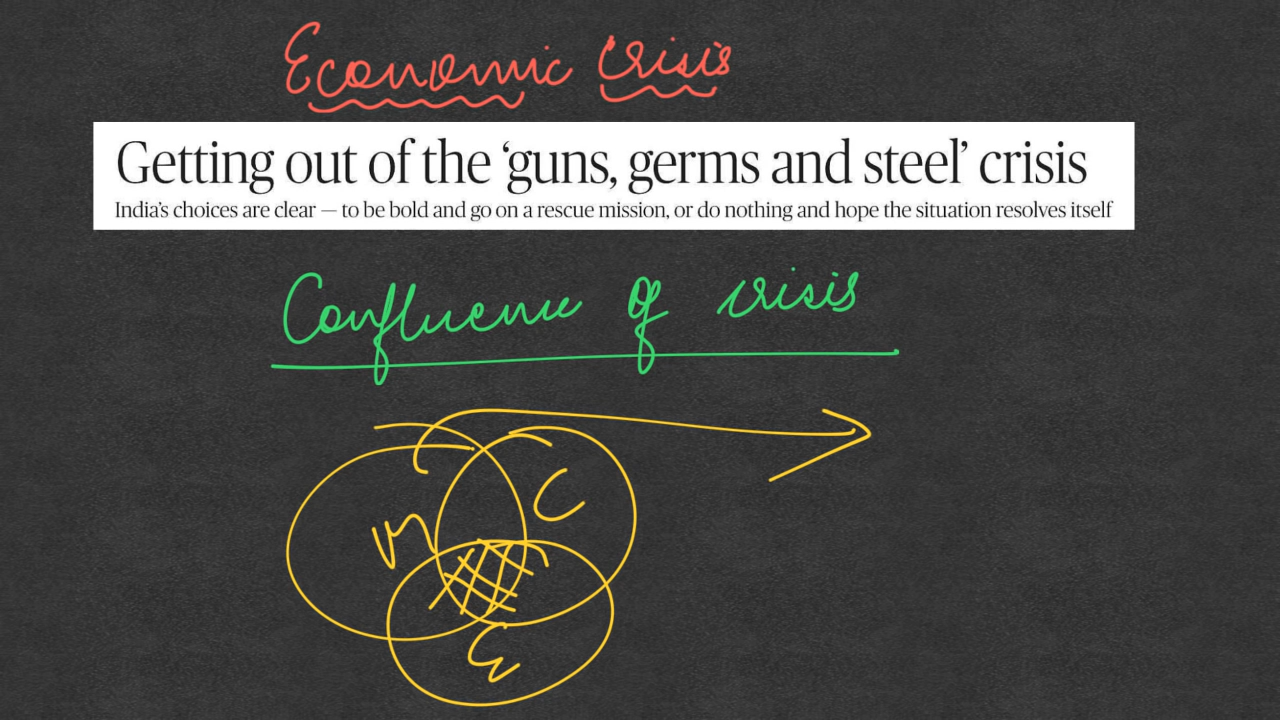 Economic Crisis
Getting out of the ‘guns, germs and steel’ crisis
India’s choices are clear — to be bold and go on a rescue mission, or do nothing and hope the situation resolves itself
Confluence of crisis
C
M
E